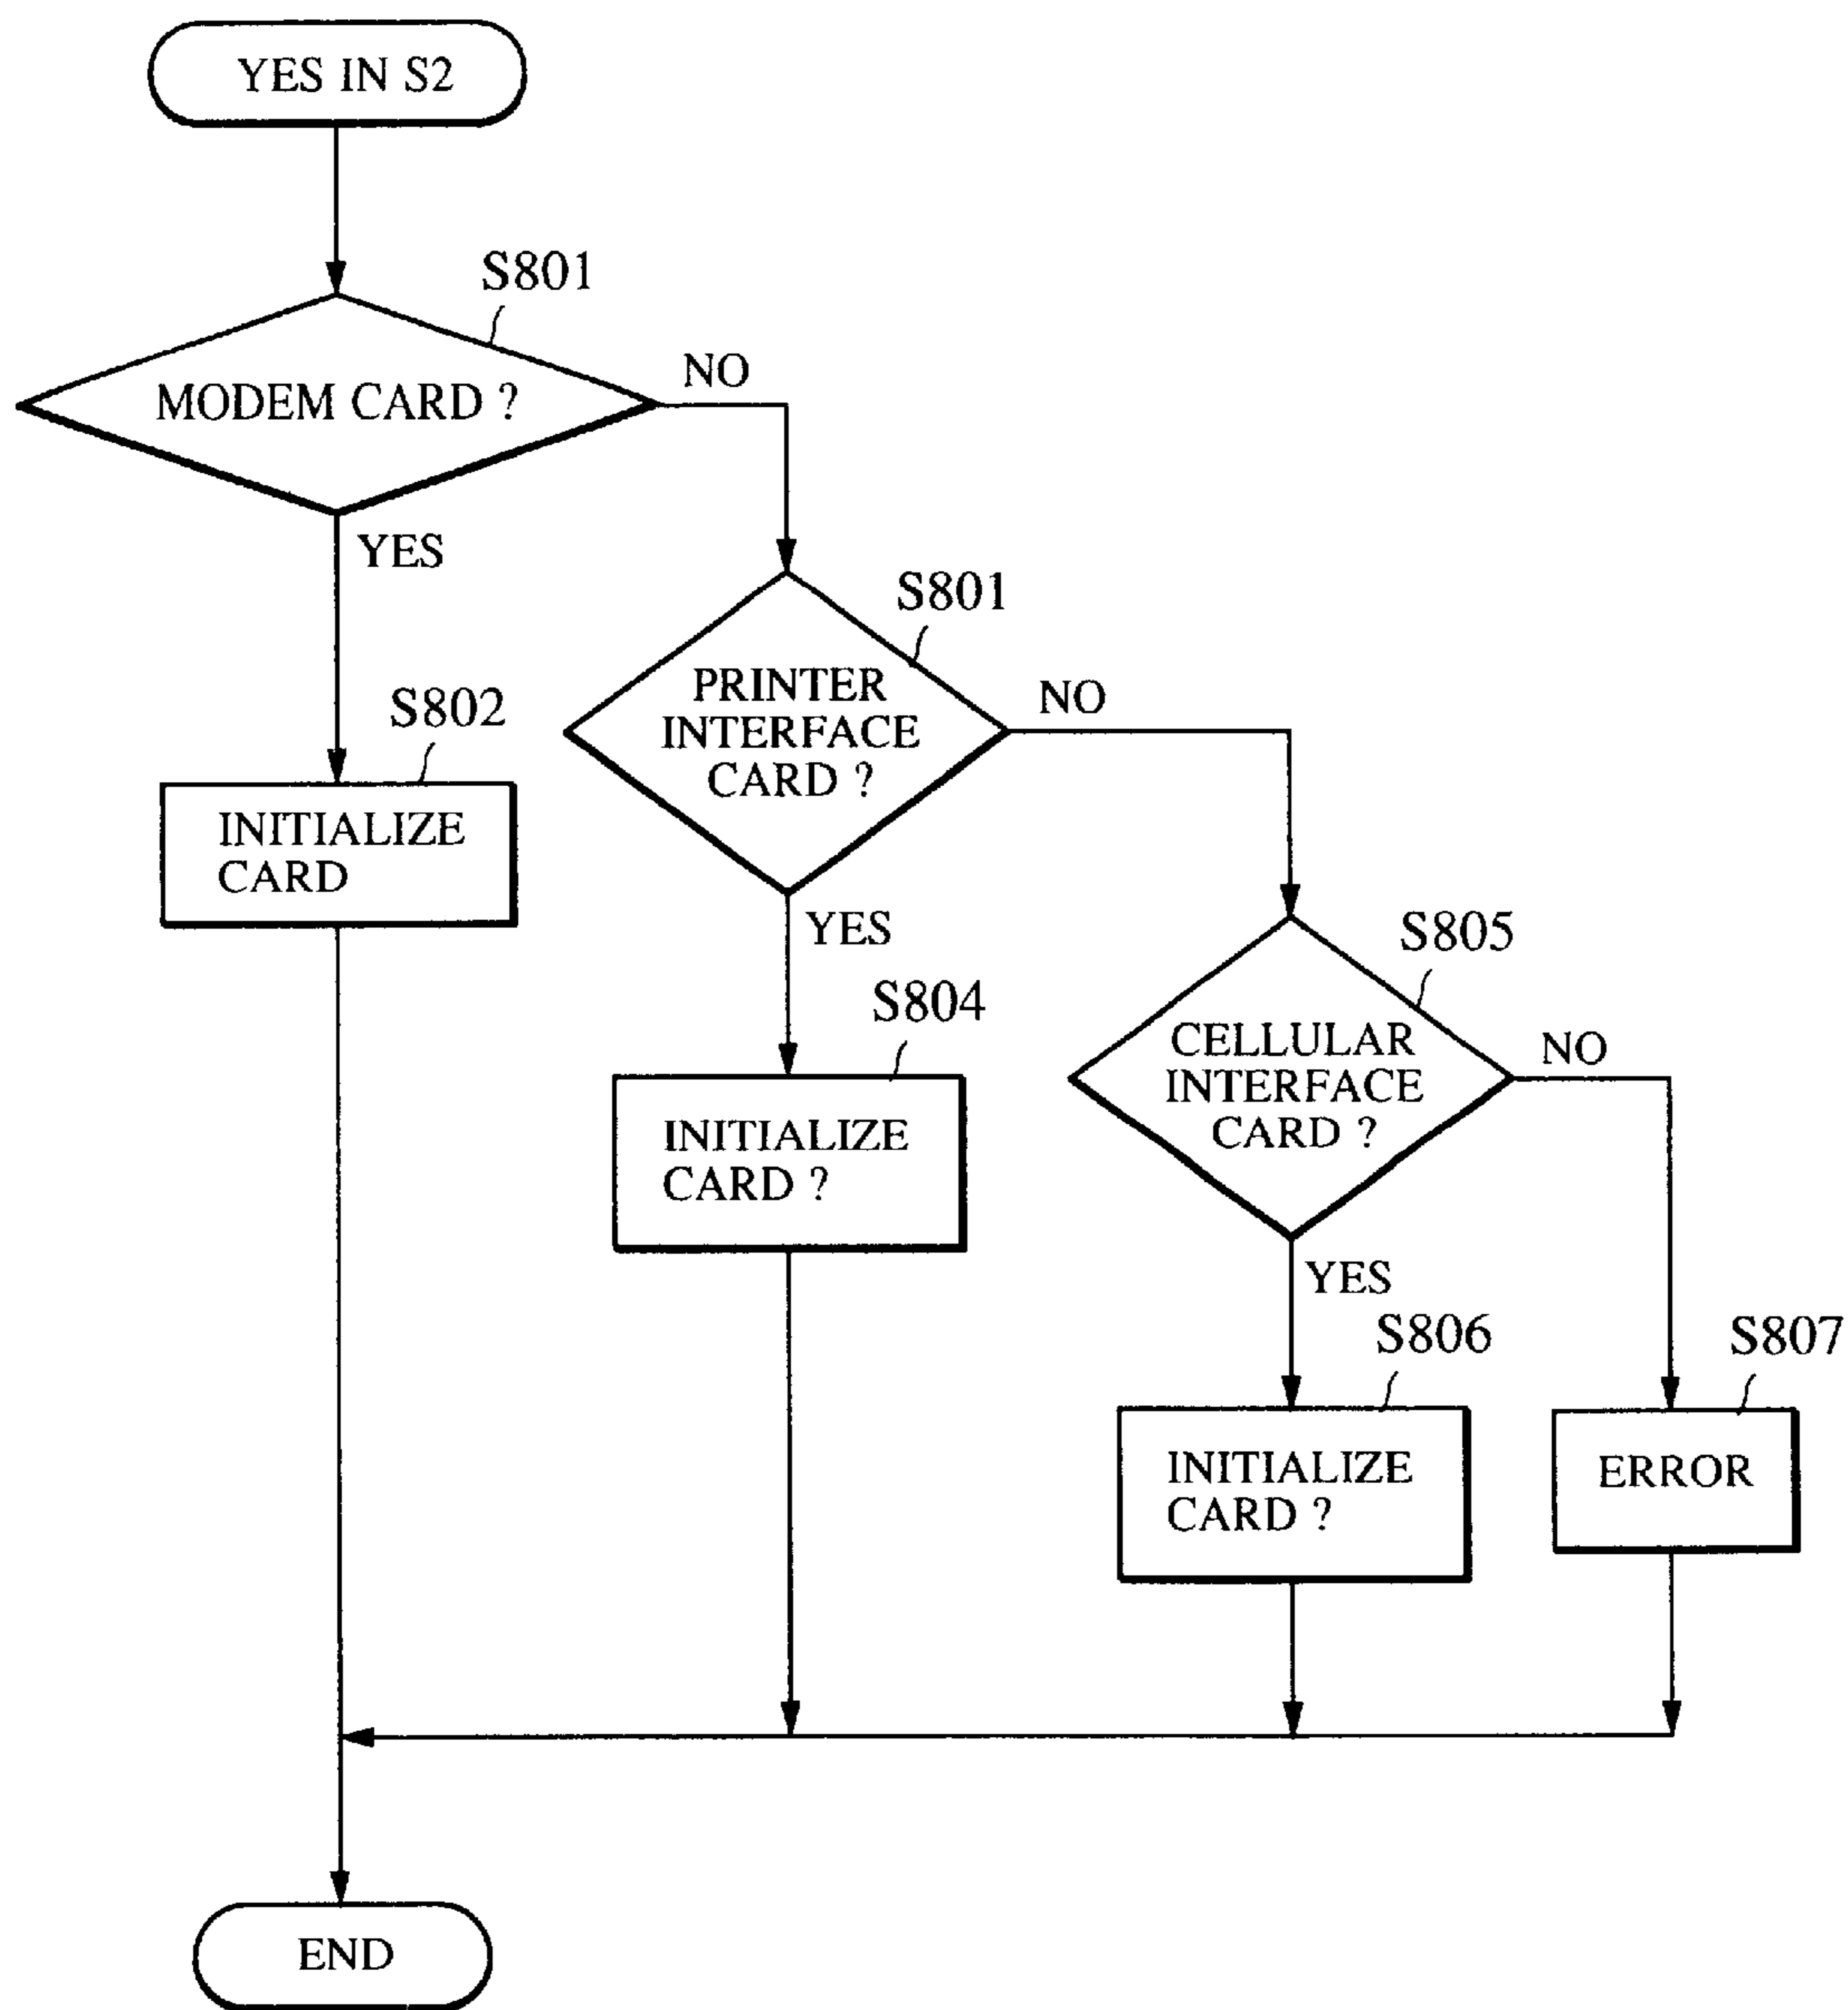 YES IN S2
S801
MODEM CARD ?
NO
YES
S801
PRINTER
INTERFACE
CARD ?
NO
S802
INITIALIZE
CARD
YES
S805
CELLULAR
INTERFACE
CARD ?
NO
S804
INITIALIZE
CARD ?
YES
S806
INITIALIZE
CARD ?
S807
ERROR
END